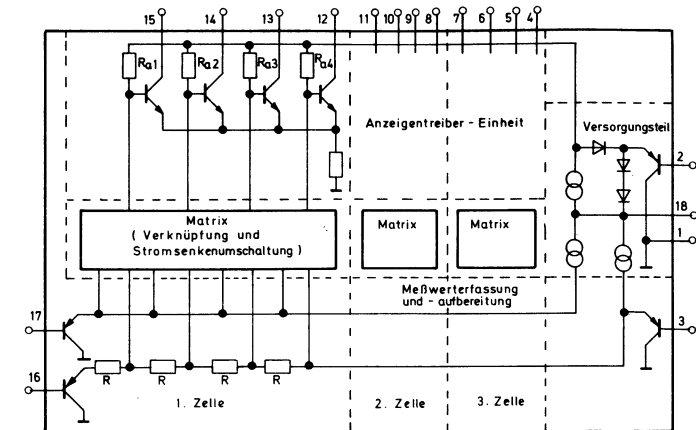 15 14 13 12 11 10 9 8 7 6 5 4
Ra1 Ra2 Ra3 Ra4
Anzeigentreiber - Einheit
Versorgungsteil
2
18
1
Matrix
( Verknüpfung und
Stromsenkenumschaltung )
Matrix
Matrix
Meßwerterfassung
und - aufbereitung
17
3
16
R R R R
1. Zelle 2. Zelle 3. Zelle